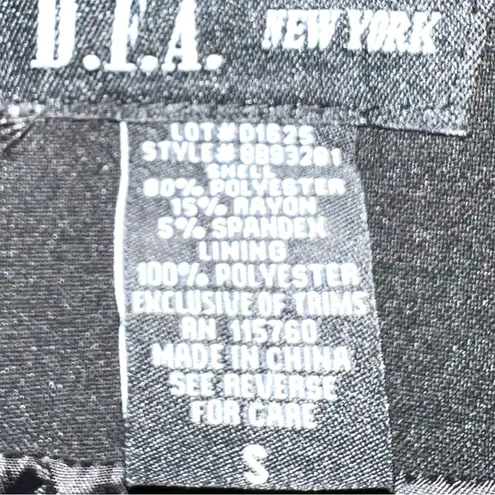 D.E.A. NEW YORK
LOT#01625
STYLE#8B93201
SHELL
80% POLYESTER
15% RAYON
5% SPANDEX
LINING
100% POLYESTER
EXCLUSIVE OF TRIMS
RN 115760
MADE IN CHINA
SEE REVERSE
FOR CARE
S